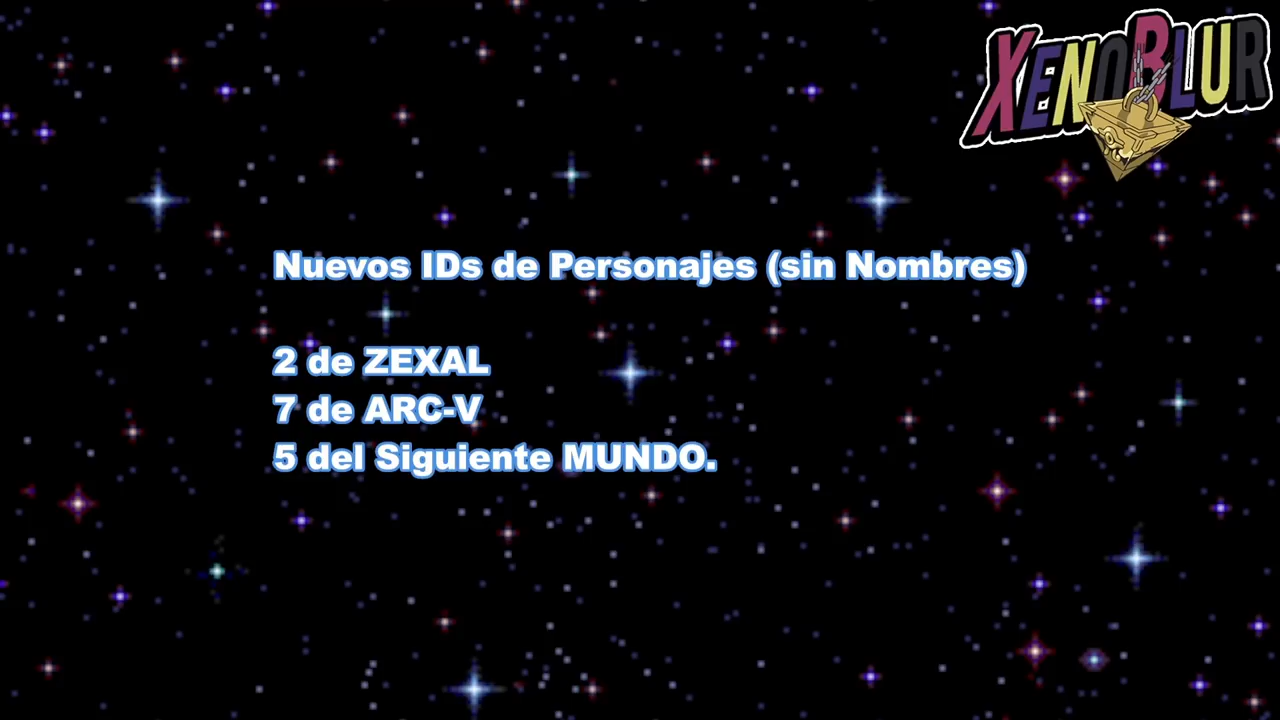 XENOBLUR
Nuevos IDs de Personajes (sin Nombres)
2 de ZEXAL
7 de ARC-V
5 del Siguiente MUNDO.